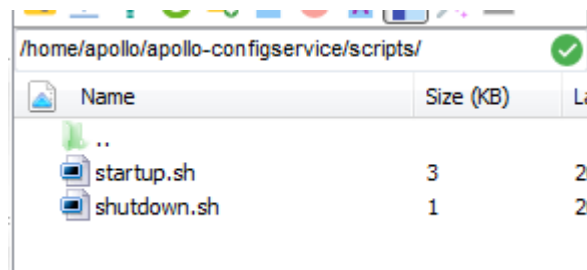 /home/apollo/apollo-configservice/scripts/
Name Size (KB)
..
startup.sh 3
shutdown.sh 1